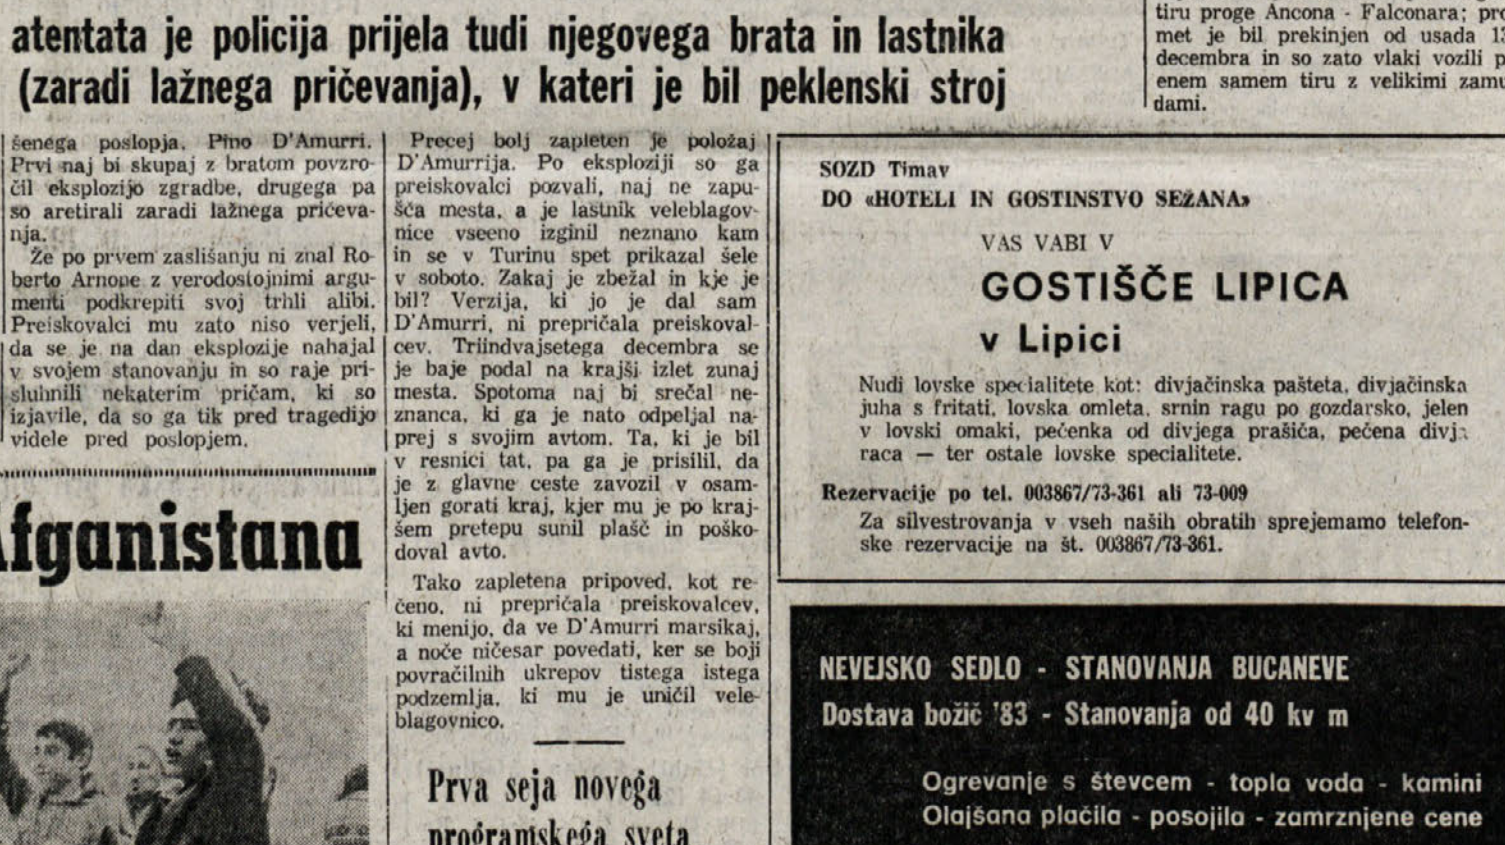 atentata je policija prijela tudi njegovega brata in lastnika
(zaradi lažnega pričevanja), v kateri je bil peklenski stroj
šenega poslopja, Pino D'Amurri.
Prvi naj bi skupaj z bratom povzro-
čil eksplozijo zgradbe, drugega pa
so aretirali zaradi lažnega pričeva-
nja.
Že po prvem zaslišanju ni znal Ro-
berto Arnone z verodostojnimi argu-
menti podkrepiti svoj trhli alibi.
Preiskovalci mu zato niso verjeli,
da se je na dan eksplozije nahajal
v svojem stanovanju in so raje pri-
sluhnili nekaterim pričam, ki so
izjavile, da so ga tik pred tragedijo
videle pred poslopjem.
fganistana
Precej bolj zapleten je položaj
D'Amurrija. Po eksploziji so ga
preiskovalci pozvali, naj ne zapu-
šča mesta, a je lastnik veleblagov-
nice vseeno izginil neznano kam
in se v Turinu spet prikazal šele
v soboto. Zakaj je zbežal in kje je
bil? Verzija, ki jo je dal sam
D'Amurri, ni prepričala preiskoval-
cev. Triindvajsetega decembra se
je baje podal na krajši izlet zunaj
mesta. Spotoma naj bi srečal ne-
znanca, ki ga je nato odpeljal na-
prej s svojim avtom. Ta, ki je bil
v resnici tat, pa ga je prisilil, da
je z glavne ceste zavozil v osam-
ljen gorati kraj, kjer mu je po kraj-
šem pretepu sunil plašč in poško-
doval avto.
Tako zapletena pripoved, kot re-
čeno, ni prepričala preiskovalcev,
ki menijo, da ve D'Amurri marsikaj,
a noče ničesar povedati, ker se boji
povračilnih ukrepov tistega istega
podzemlja, ki mu je uničil vele-
blagovnico.
Prva seja novega
programskega sveta
tiru proge Ancona - Falconara; pro
met je bil prekinjen od usada 13
decembra in so zato vlaki vozili p
enem samem tiru z velikimi zamu
dami.
SOZD Timav
DO «HOTELI IN GOSTINSTVO SEŽANA»
VAS VABI V
GOSTIŠČE LIPICA
v Lipici
Nudi lovske specialitete kot: divjačinska pašteta, divjačinska
juha s fritati, lovska omleta, srnin ragu po gozdarsko, jelen
v lovski omaki, pečenka od divjega prašiča, pečena divja
raca — ter ostale lovske specialitete.
Rezervacije po tel. 003867/73-361 ali 73-009
Za silvestrovanja v vseh naših obratih sprejemamo telefon-
ske rezervacije na št. 003867/73-361.
NEVEJSKO SEDLO - STANOVANJA BUCANEVE
Dostava božič '83 - Stanovanja od 40 kv m
Ogrevanje s števcem - topla voda - kamini
Olajšana plačila - posojila - zamrznjene cene